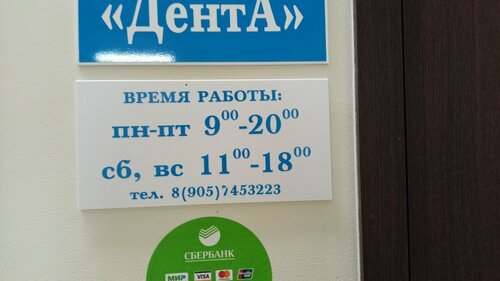 «ДентА»
ВРЕМЯ РАБОТЫ:
пн-пт 9⁰⁰-20⁰⁰
сб, вс 11⁰⁰-18⁰⁰
тел. 8(905)7453223
СБЕРБАНК
МИР VISA